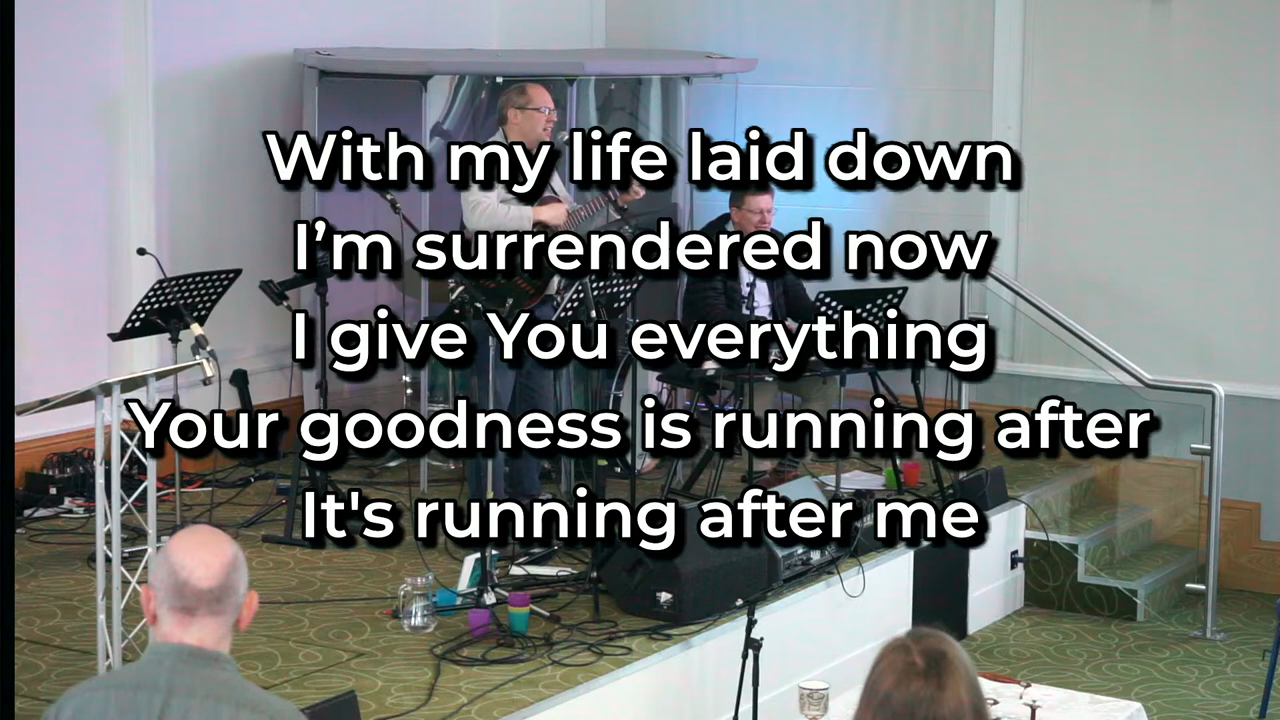 With my life laid down
I’m surrendered now
I give You everything
Your goodness is running after
It's running after me